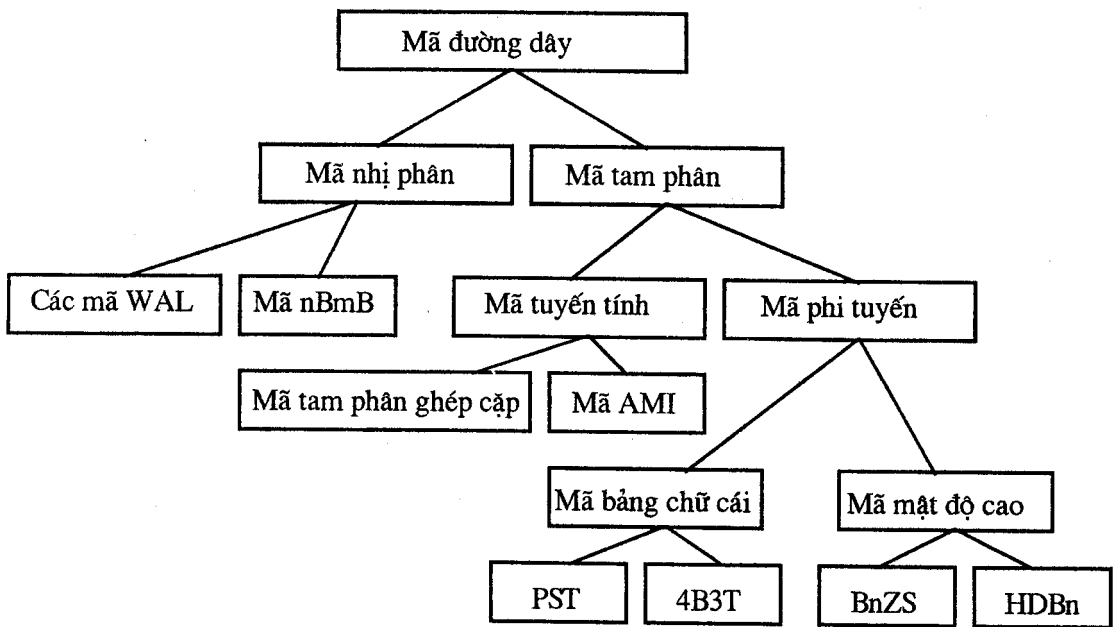 Mã đường dây
Mã nhị phân
Mã tam phân
Các mã WAL
Mã nBmB
Mã tuyến tính
Mã phi tuyến
Mã tam phân ghép cặp
Mã AMI
Mã bảng chữ cái
Mã mật độ cao
PST
4B3T
BnZS
HDBn